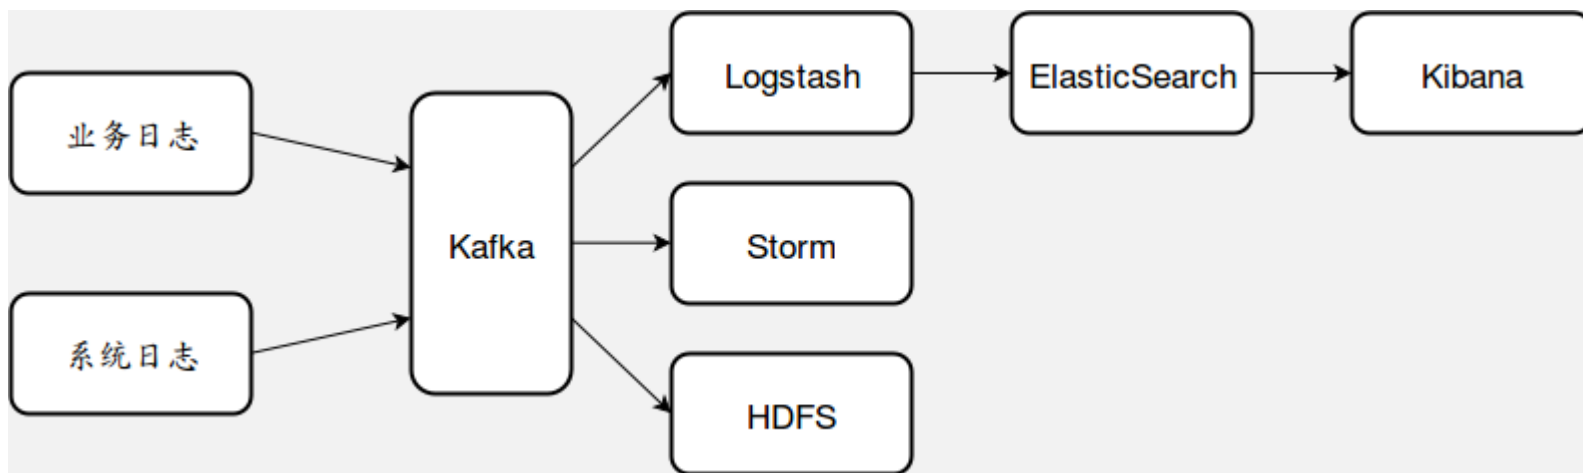 业务日志
系统日志
Kafka
Logstash
ElasticSearch
Kibana
Storm
HDFS